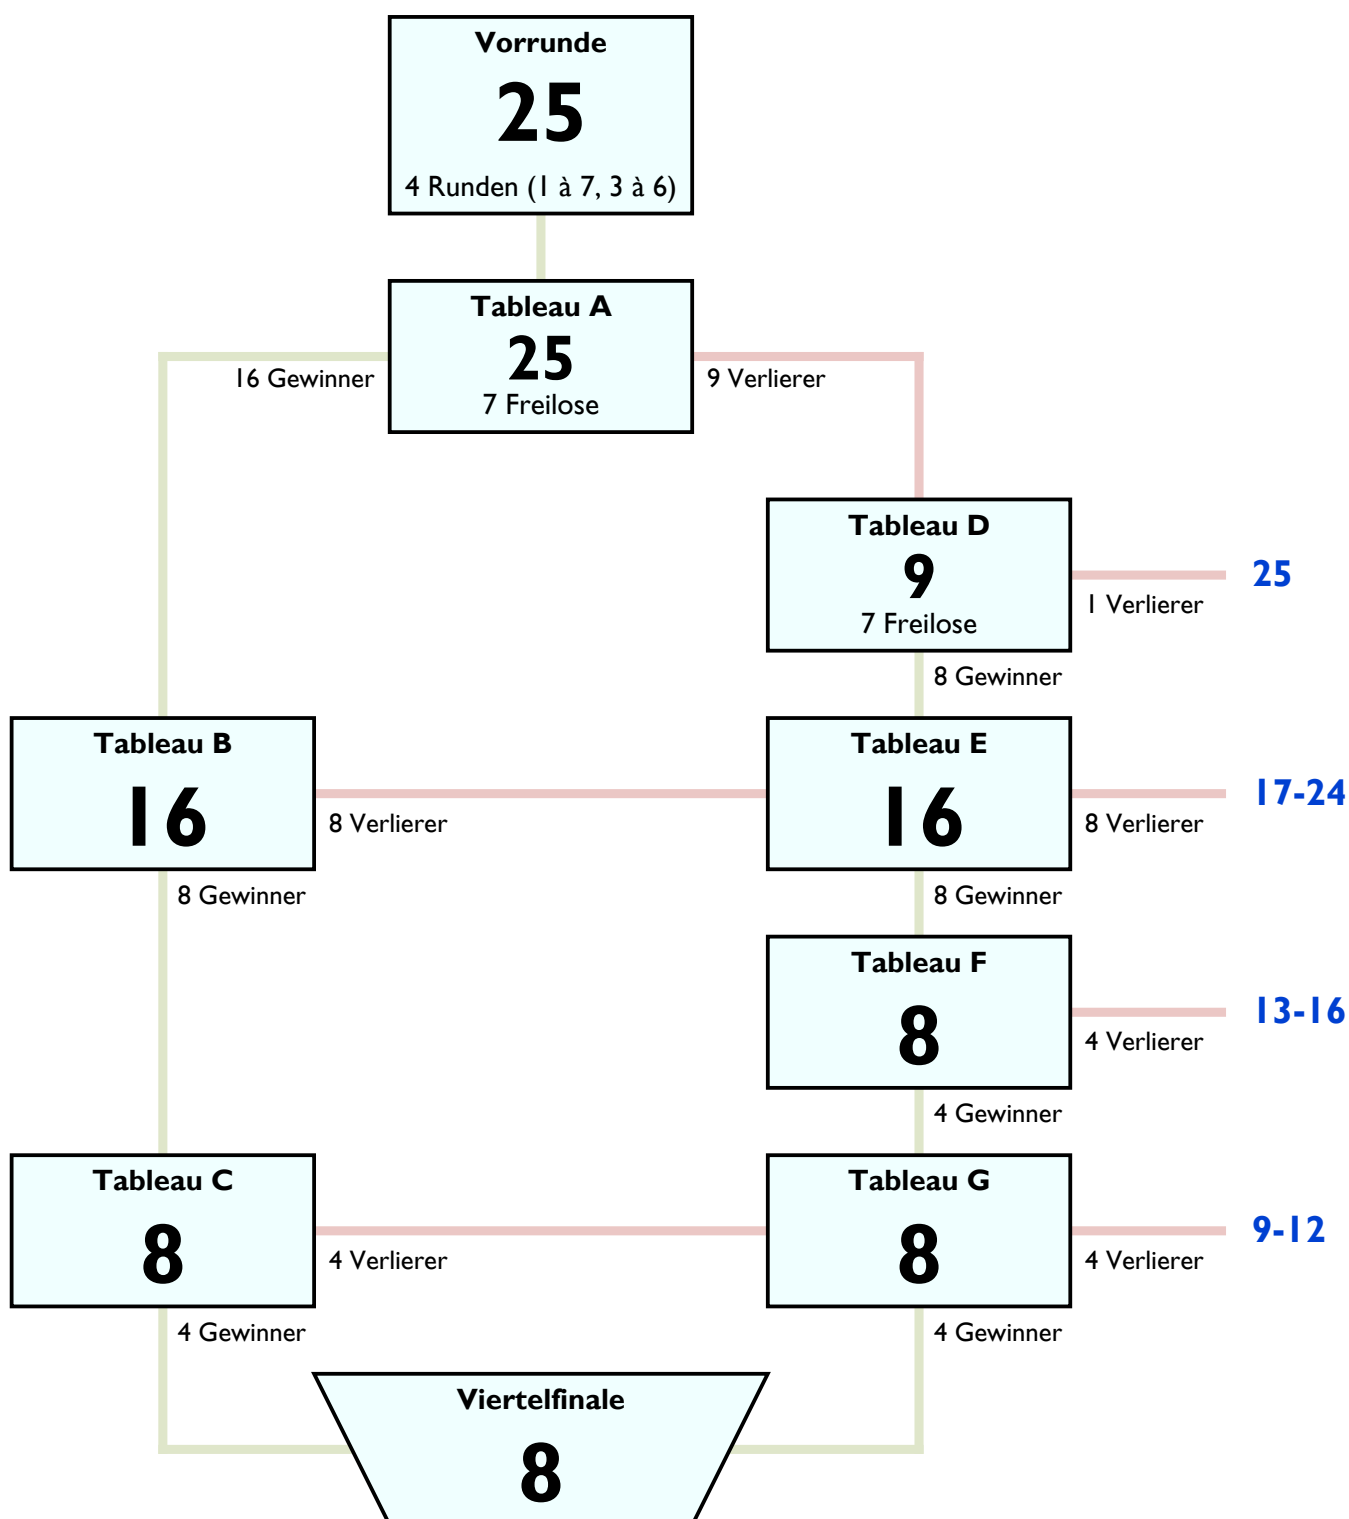 Vorrunde
25
4 Runden (1 à 7, 3 à 6)
Tableau A
25
7 Freilose
16 Gewinner
9 Verlierer
Tableau D
9
7 Freilose
25
1 Verlierer
8 Gewinner
Tableau B
16
8 Verlierer
8 Gewinner
Tableau E
16
17-24
8 Verlierer
8 Gewinner
Tableau F
8
13-16
4 Verlierer
4 Gewinner
Tableau C
8
4 Verlierer
4 Gewinner
Tableau G
8
9-12
4 Verlierer
4 Gewinner
Viertelfinale
8